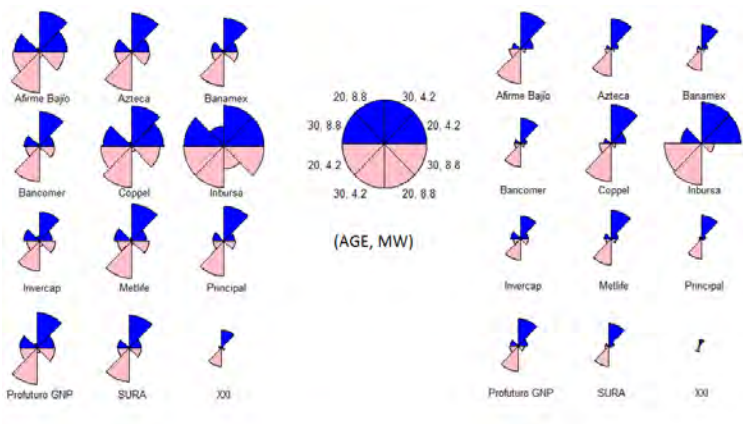 Afirme Bajío Azteca Banamex
Bancomer Coppel Inbursa
Invercap Metlife Principal
Profuturo GNP SURA XXI
20, 8.8 30, 4.2
30, 8.8 20, 4.2
20, 4.2 30, 8.8
30, 4.2 20, 8.8
(AGE, MW)
Afirme Bajío Azteca Banamex
Bancomer Coppel Inbursa
Invercap Metlife Principal
Profuturo GNP SURA XXI